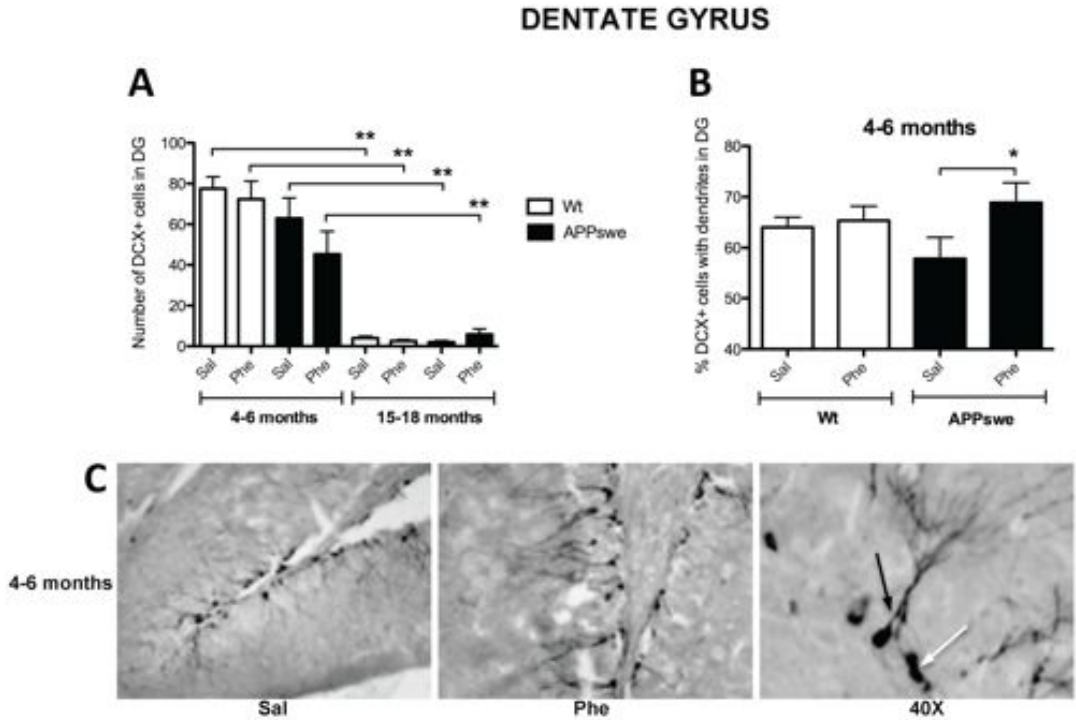 DENTATE GYRUS
A
Number of DCX+ cells in DG
100
80
60
40
20
0
**
**
**
**
Sal
Phe
Sal
Phe
Sal
Phe
Sal
Phe
4-6 months
15-18 months
Wt
APPswe
B
4-6 months
% DCX+ cells with dendrites in DG
80
70
60
50
40
*
Sal
Phe
Sal
Phe
Wt
APPswe
C
4-6 months
Sal
Phe
40X